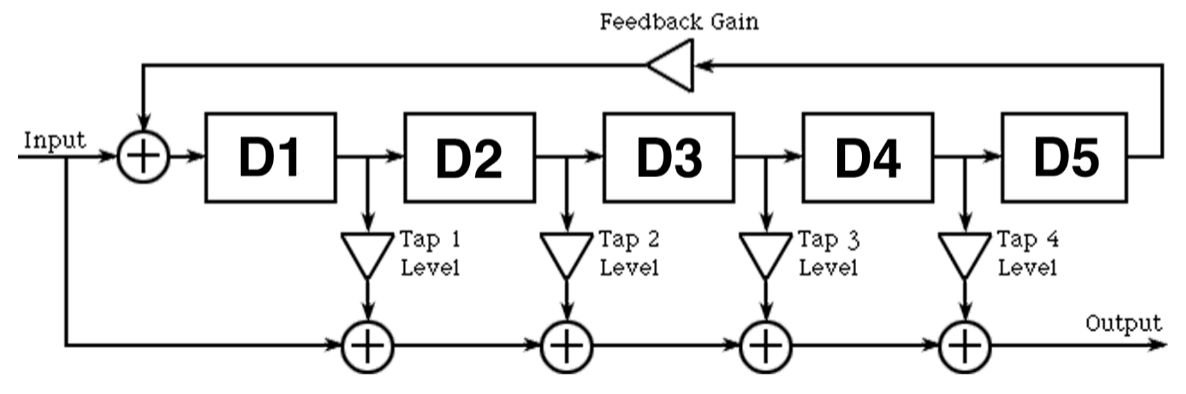 Feedback Gain
Input
D1
D2
D3
D4
D5
Tap 1
Level
Tap 2
Level
Tap 3
Level
Tap 4
Level
Output